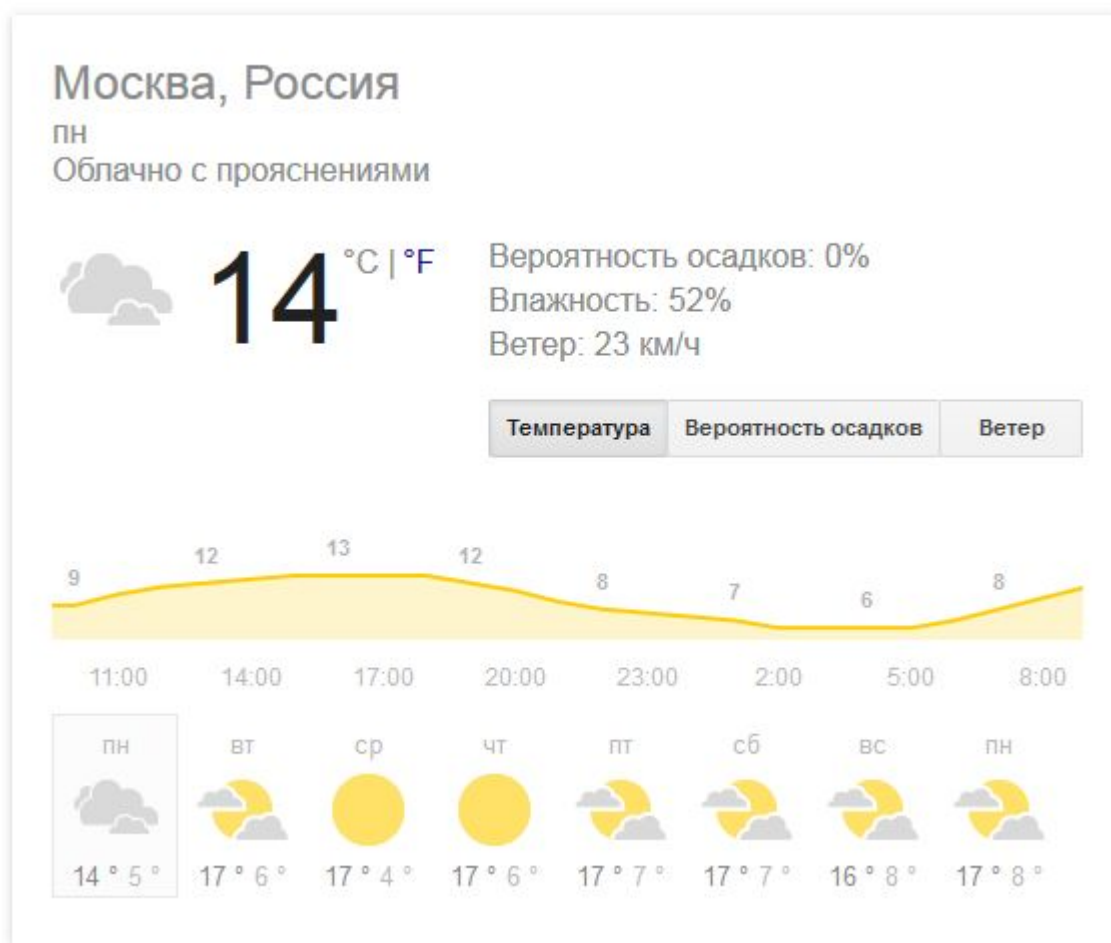 Москва, Россия
пн
Облачно с прояснениями
14 °C | °F
Вероятность осадков: 0%
Влажность: 52%
Ветер: 23 км/ч
Температура Вероятность осадков Ветер
9 12 13 12 8 7 6 8
11:00 14:00 17:00 20:00 23:00 2:00 5:00 8:00
пн вт ср чт пт сб вс пн
14 ° 5 ° 17 ° 6 ° 17 ° 4 ° 17 ° 6 ° 17 ° 7 ° 17 ° 7 ° 16 ° 8 ° 17 ° 8 °